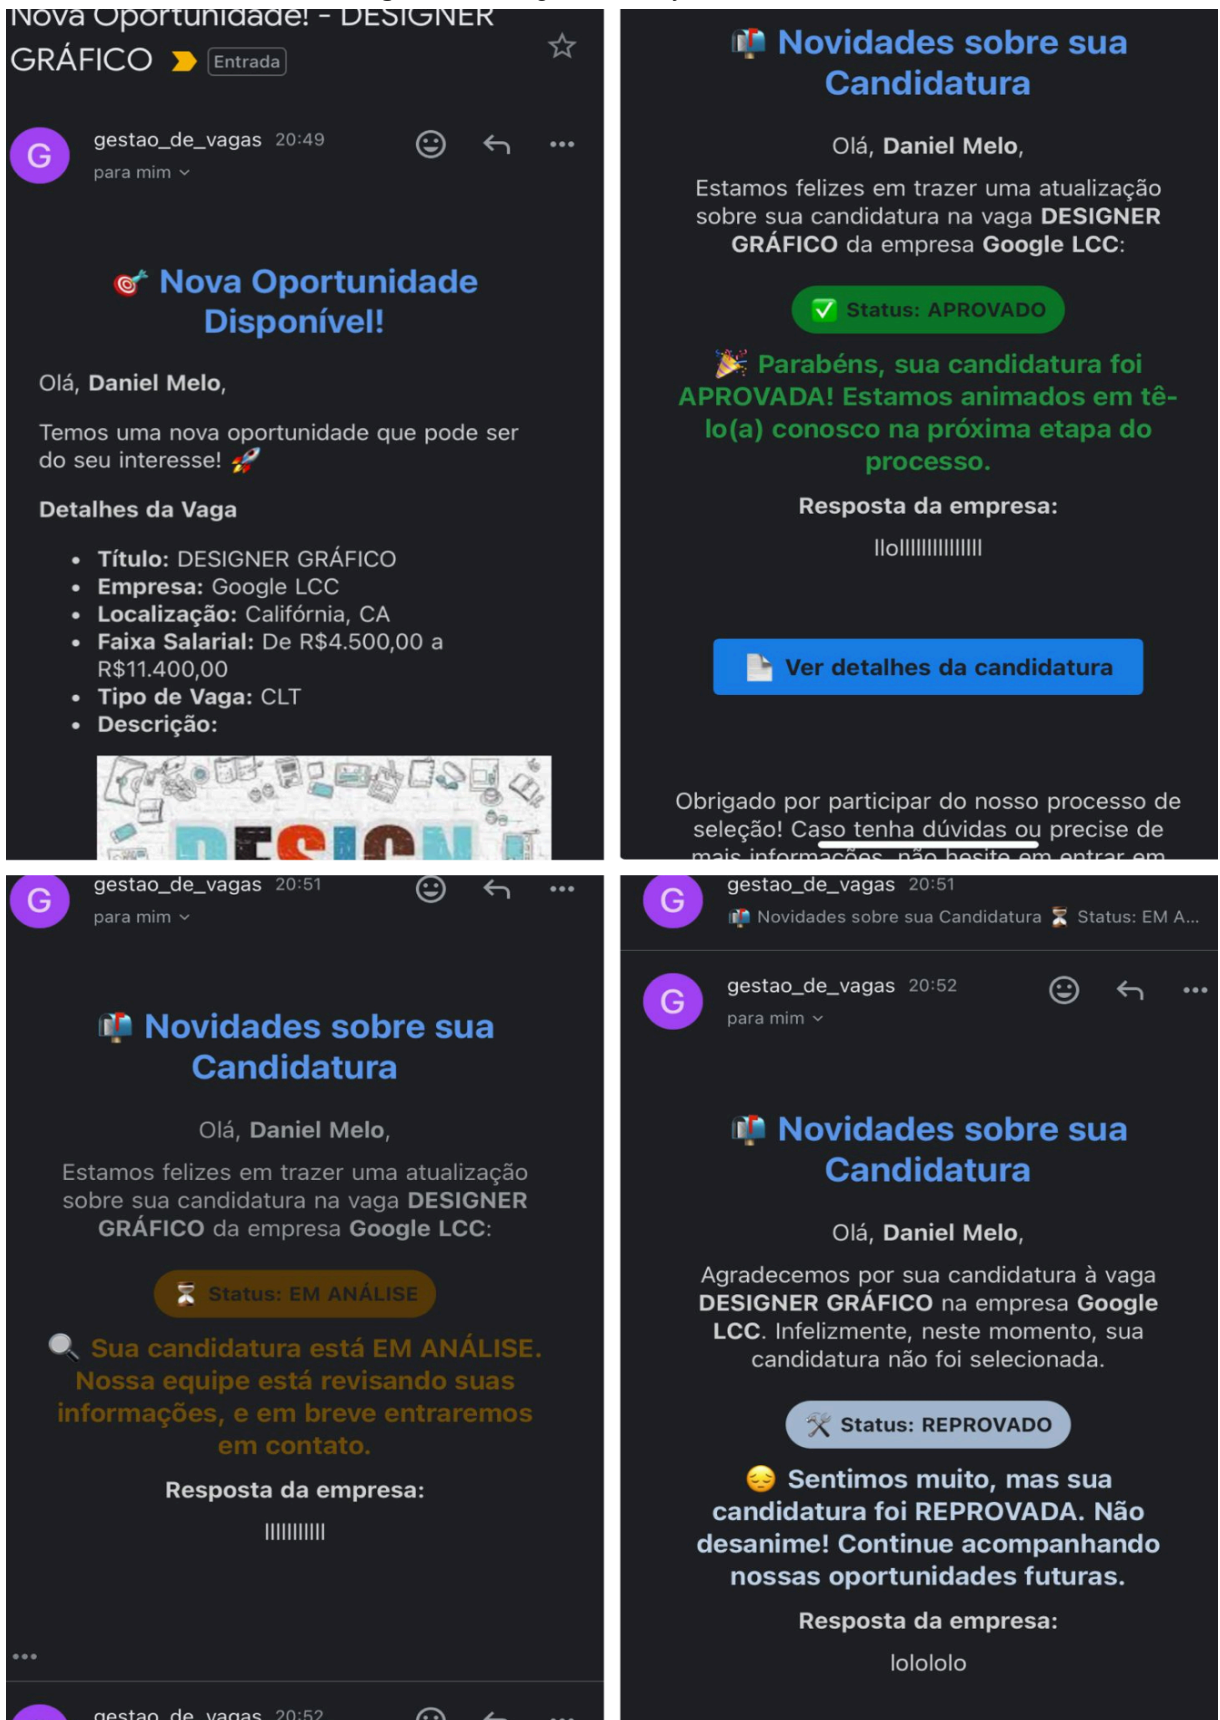 Nova Oportunidade! - DESIGNER
GRÁFICO Entrada
gestao_de_vagas 20:49
para mim
G
🎯 Nova Oportunidade
Disponível!
Olá, Daniel Melo,
Temos uma nova oportunidade que pode ser
do seu interesse! 🚀
Detalhes da Vaga
• Título: DESIGNER GRÁFICO
• Empresa: Google LCC
• Localização: Califórnia, CA
• Faixa Salarial: De R$4.500,00 a
R$11.400,00
• Tipo de Vaga: CLT
• Descrição:
DESIGN
📬 Novidades sobre sua
Candidatura
Olá, Daniel Melo,
Estamos felizes em trazer uma atualização
sobre sua candidatura na vaga DESIGNER
GRÁFICO da empresa Google LCC:
✅ Status: APROVADO
🎉 Parabéns, sua candidatura foi
APROVADA! Estamos animados em tê-
lo(a) conosco na próxima etapa do
processo.
Resposta da empresa:
llolllllllllllllll
📄 Ver detalhes da candidatura
Obrigado por participar do nosso processo de
seleção! Caso tenha dúvidas ou precise de
mais informações, não hesite em entrar em
gestao_de_vagas 20:51
G
para mim
📬 Novidades sobre sua
Candidatura
Olá, Daniel Melo,
Estamos felizes em trazer uma atualização
sobre sua candidatura na vaga DESIGNER
GRÁFICO da empresa Google LCC:
⏳ Status: EM ANÁLISE
🔍 Sua candidatura está EM ANÁLISE.
Nossa equipe está revisando suas
informações, e em breve entraremos
em contato.
Resposta da empresa:
lllllllllll
gestao_de_vagas 20:52
gestao_de_vagas 20:51
G
📬 Novidades sobre sua Candidatura ⏳ Status: EM A...
gestao_de_vagas 20:52
G
para mim
📬 Novidades sobre sua
Candidatura
Olá, Daniel Melo,
Agradecemos por sua candidatura à vaga
DESIGNER GRÁFICO na empresa Google
LCC. Infelizmente, neste momento, sua
candidatura não foi selecionada.
🛠 Status: REPROVADO
😔 Sentimos muito, mas sua
candidatura foi REPROVADA. Não
desanime! Continue acompanhando
nossas oportunidades futuras.
Resposta da empresa:
lolololo